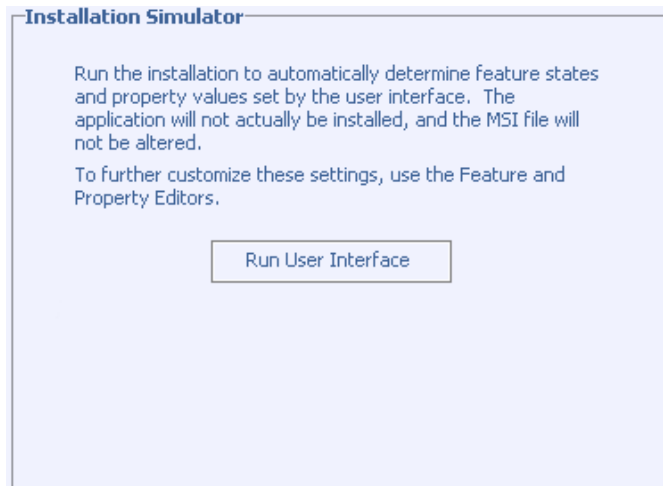 Installation Simulator
Run the installation to automatically determine feature states
and property values set by the user interface.  The
application will not actually be installed, and the MSI file will
not be altered.
To further customize these settings, use the Feature and
Property Editors.
Run User Interface